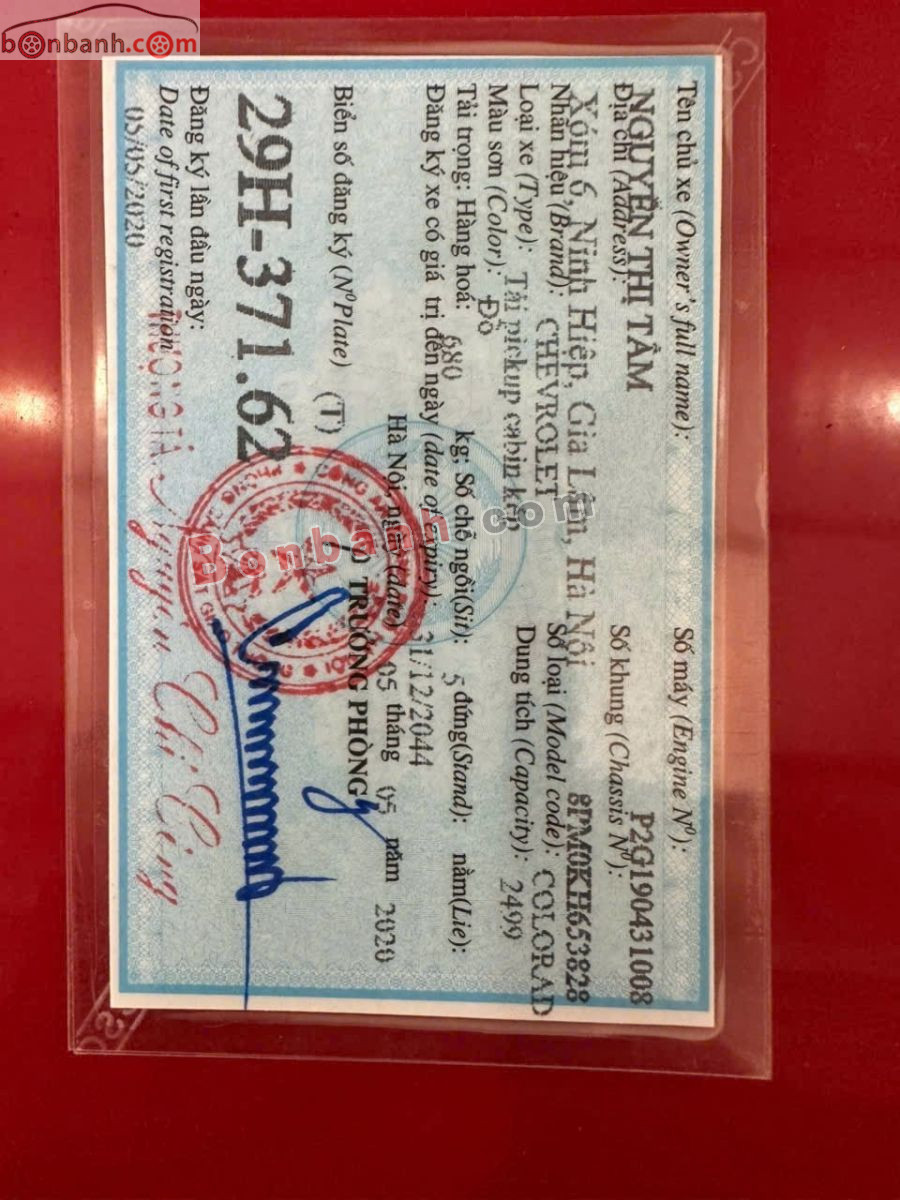 bonbanh.com
Tên chủ xe (Owner's full name):
Số máy (Engine Nº):
NGUYỄN THỊ TÂM
P2G190431008
Địa chỉ (Address):
Số khung (Chassis Nº):
Xóm 6, Ninh Hiệp, Gia Lâm, Hà Nội
8PM0KH653828
Nhãn hiệu (Brand): CHEVROLET
Số loại (Model code): COLORAD
Loại xe (Type): Tải pickup cabin kép
Dung tích (Capacity): 2499
Màu sơn (Color): Đỏ
Tải trọng: Hàng hoá: 680 kg; Số chỗ ngồi(Sit): 5 đứng(Stand): nằm(Lie):
Đăng ký xe có giá trị đến ngày (date of expiry): 31/12/2044
Hà Nội, ngày (date) 05 tháng 05 năm 2020
Biển số đăng ký (Nº Plate) (T)
TRƯỞNG PHÒNG
29H-371.62
Bonbanh.com
Đăng ký lần đầu ngày:
Date of first registration
05/05/2020
Nguyễn Chí Công